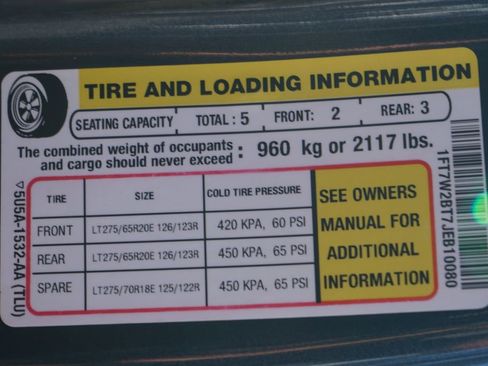 TIRE AND LOADING INFORMATION
SEATING CAPACITY TOTAL : 5 FRONT: 2 REAR: 3
The combined weight of occupants
and cargo should never exceed : 960 kg or 2117 lbs.
TIRE SIZE COLD TIRE PRESSURE
FRONT LT275/65R20E 126/123R 420 KPA, 60 PSI
REAR LT275/65R20E 126/123R 450 KPA, 65 PSI
SPARE LT275/70R18E 125/122R 450 KPA, 65 PSI
SEE OWNERS
MANUAL FOR
ADDITIONAL
INFORMATION
5U5A-1532-AA (TLU)
1FT7W2BT7JEB10080